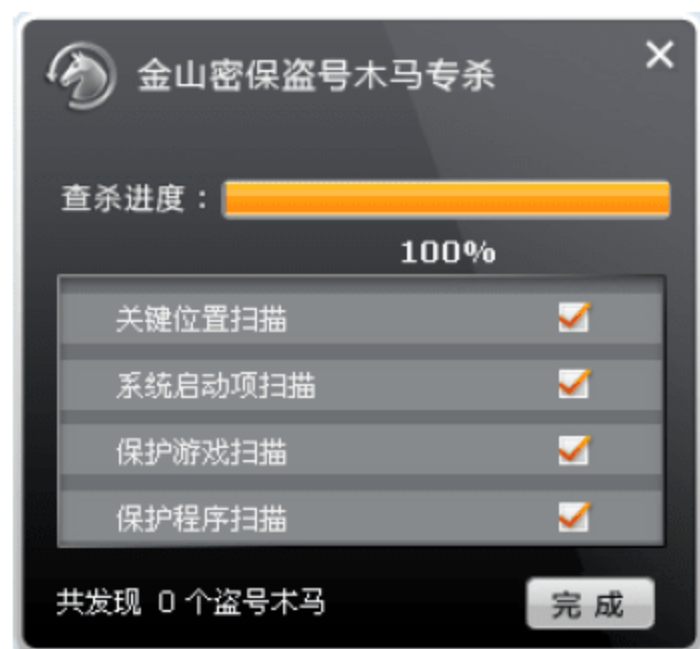 金山密保盗号木马专杀
查杀进度：
100%
关键位置扫描
系统启动项扫描
保护游戏扫描
保护程序扫描
共发现 0 个盗号木马
完成